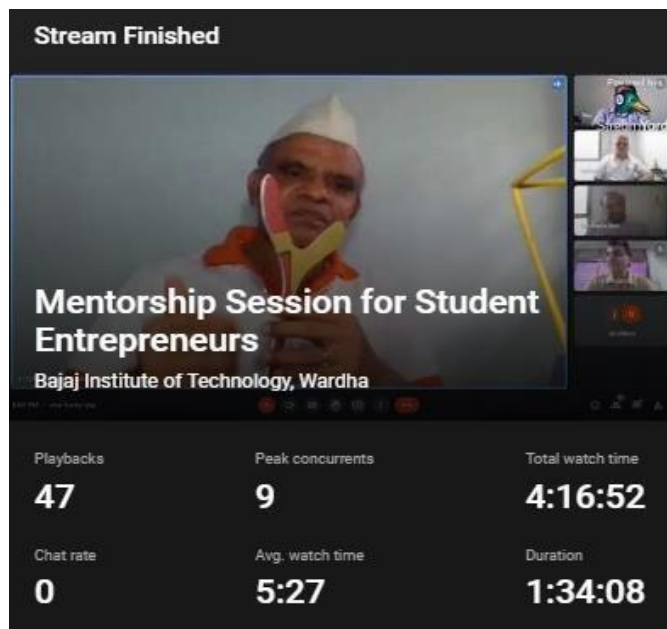 Stream Finished
StreamYard
Mentorship Session for Student
Entrepreneurs
Bajaj Institute of Technology, Wardha
Playbacks
Peak concurrents
Total watch time
47
9
4:16:52
Chat rate
Avg. watch time
Duration
0
5:27
1:34:08